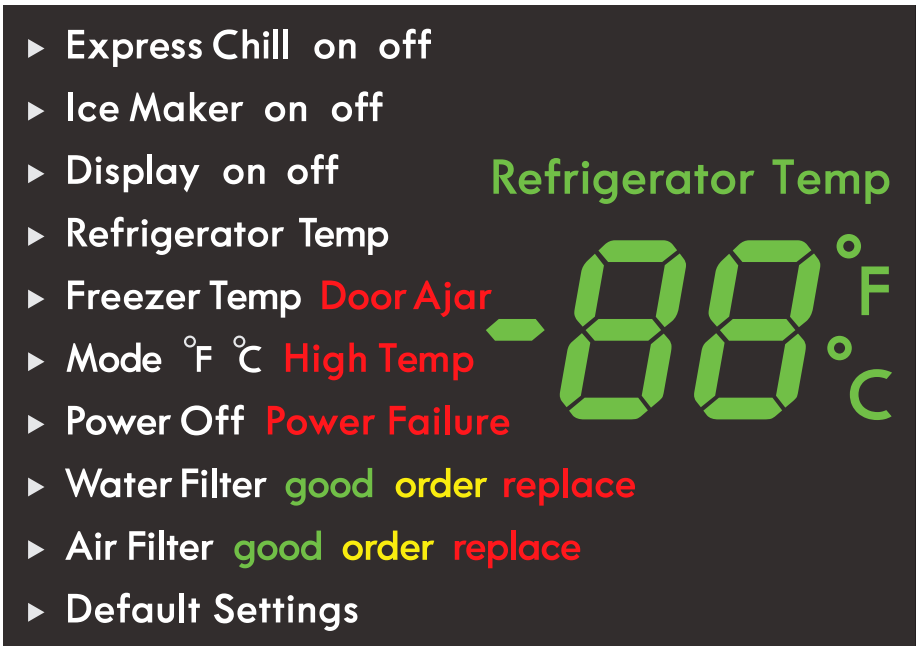 Express Chill on off
Ice Maker on off
Display on off
Refrigerator Temp
Freezer Temp Door Ajar
Mode °F °C High Temp
Power Off Power Failure
Water Filter good order replace
Air Filter good order replace
Default Settings
Refrigerator Temp
-88 °F °C